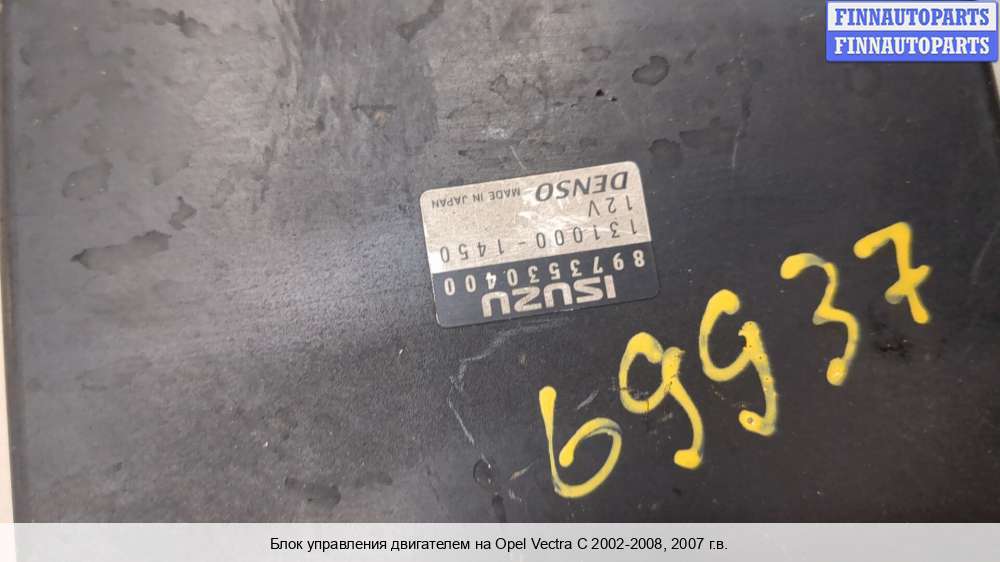 FINNAUTOPARTS
FINNAUTOPARTS
ISUZU
8973530400
131000-1450
12V
DENSO MADE IN JAPAN
69937
Блок управления двигателем на Opel Vectra C 2002-2008, 2007 г.в.